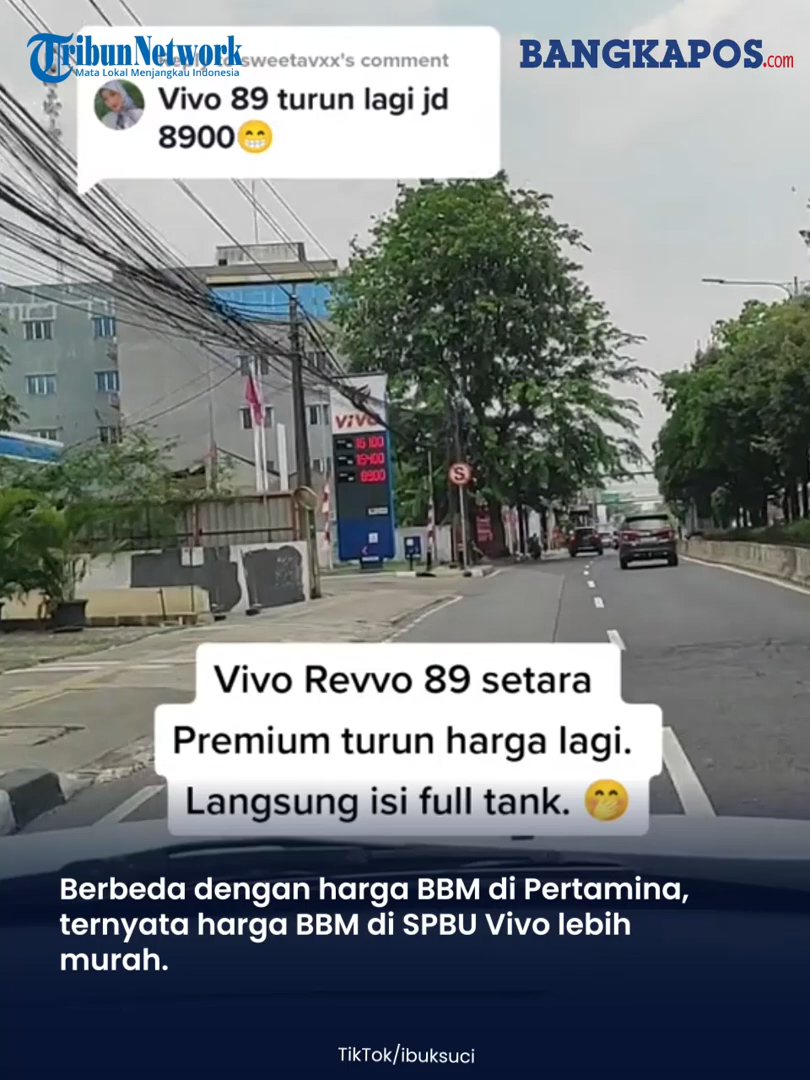 Tribun Network
Mata Lokal Menjangkau Indonesia
BANGKAPOS.com
sweetavxx's comment
Vivo 89 turun lagi jd
8900😁
VIVO
16100
15400
8900
S
Vivo Revvo 89 setara
Premium turun harga lagi.
Langsung isi full tank. 🤭
Berbeda dengan harga BBM di Pertamina,
ternyata harga BBM di SPBU Vivo lebih
murah.
TikTok/ibuksuci